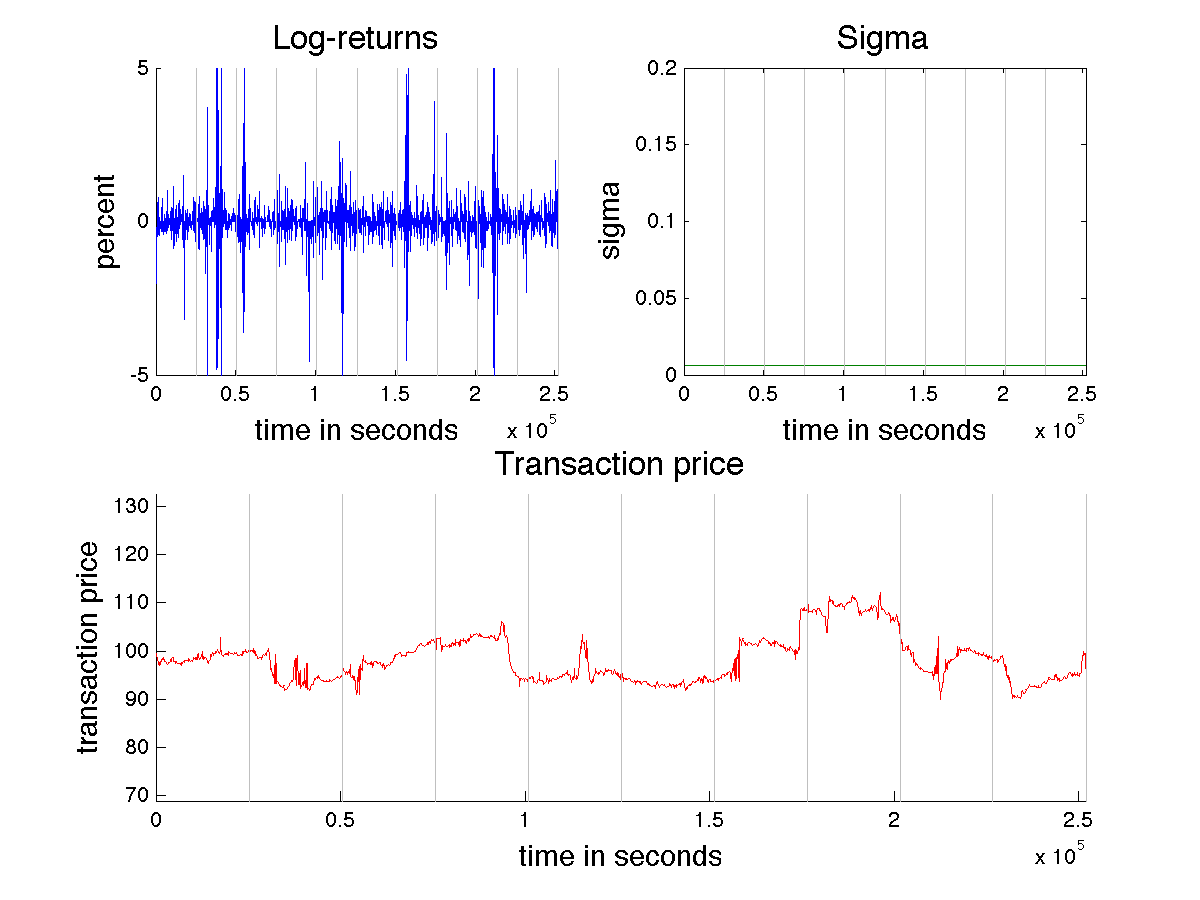 Log-returns
5
0
-5
percent
0 0.5 1 1.5 2 2.5
x 10^5
time in seconds
Sigma
0.2
0.15
0.1
0.05
0
sigma
0 0.5 1 1.5 2 2.5
x 10^5
time in seconds
Transaction price
130
120
110
100
90
80
70
transaction price
0 0.5 1 1.5 2 2.5
x 10^5
time in seconds